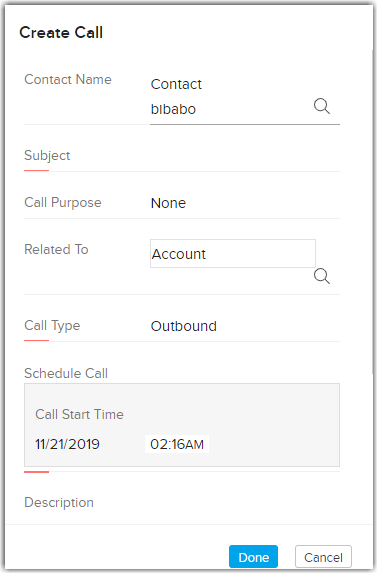 Create Call
Contact Name
Contact
bibabo
Subject
Call Purpose None
Related To Account
Call Type Outbound
Schedule Call
Call Start Time
11/21/2019 02:16AM
Description
Done Cancel